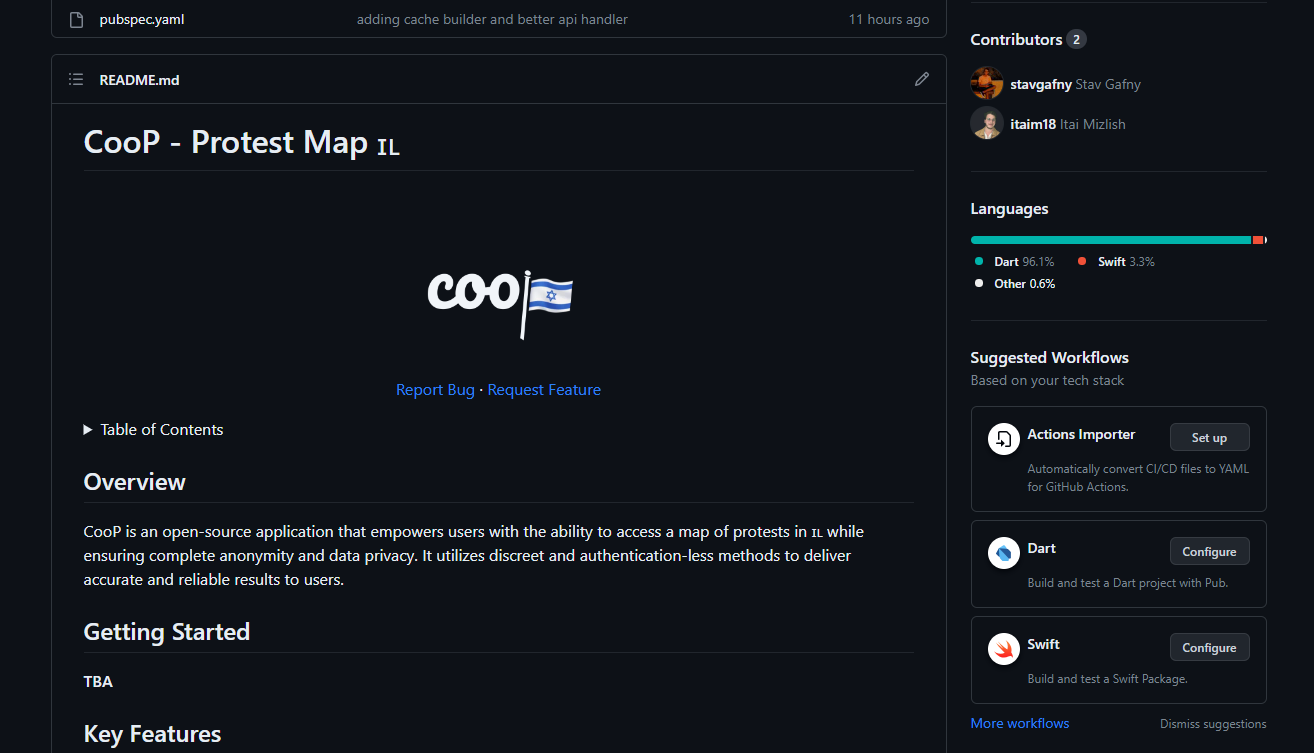 pubspec.yaml adding cache builder and better api handler 11 hours ago
README.md
CooP - Protest Map IL
coo
Report Bug · Request Feature
Table of Contents
Overview
CooP is an open-source application that empowers users with the ability to access a map of protests in IL while
ensuring complete anonymity and data privacy. It utilizes discreet and authentication-less methods to deliver
accurate and reliable results to users.
Getting Started
TBA
Key Features
Contributors 2
stavgafny Stav Gafny
itaim18 Itai Mizlish
Languages
Dart 96.1% Swift 3.3%
Other 0.6%
Suggested Workflows
Based on your tech stack
Actions Importer Set up
Automatically convert CI/CD files to YAML
for GitHub Actions.
Dart Configure
Build and test a Dart project with Pub.
Swift Configure
Build and test a Swift Package.
More workflows Dismiss suggestions